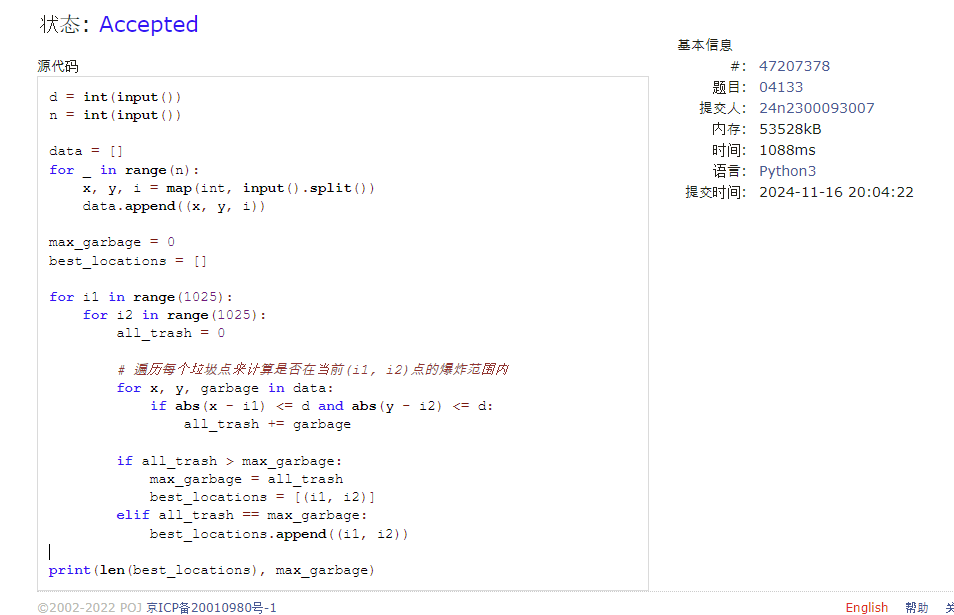 状态: Accepted
源代码
d = int(input())
n = int(input())
data = []
for _ in range(n):
    x, y, i = map(int, input().split())
    data.append((x, y, i))
max_garbage = 0
best_locations = []
for i1 in range(1025):
    for i2 in range(1025):
        all_trash = 0
        # 遍历每个垃圾点来计算是否在当前(i1, i2)点的爆炸范围内
        for x, y, garbage in data:
            if abs(x - i1) <= d and abs(y - i2) <= d:
                all_trash += garbage
        if all_trash > max_garbage:
            max_garbage = all_trash
            best_locations = [(i1, i2)]
        elif all_trash == max_garbage:
            best_locations.append((i1, i2))
print(len(best_locations), max_garbage)
基本信息
#: 47207378
题目: 04133
提交人: 24n2300093007
内存: 53528kB
时间: 1088ms
语言: Python3
提交时间: 2024-11-16 20:04:22
©2002-2022 POJ 京ICP备20010980号-1
English 帮助 关